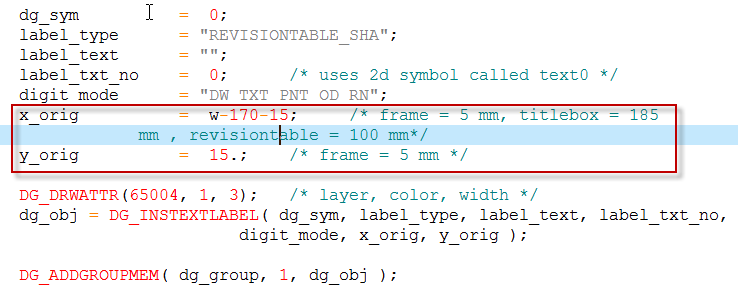 dg_sym = 0;
label_type = "REVISIONTABLE_SHA";
label_text = "";
label_txt_no = 0; /* uses 2d symbol called text0 */
digit_mode = "DW TXT PNT OD RN";
x_orig = w-170-15; /* frame = 5 mm, titlebox = 185
mm , revisiontable = 100 mm*/
y_orig = 15.; /* frame = 5 mm */
DG_DRWATTR(65004, 1, 3); /* layer, color, width */
dg_obj = DG_INSTEXTLABEL( dg_sym, label_type, label_text, label_txt_no,
digit_mode, x_orig, y_orig );
DG_ADDGROUPMEM( dg_group, 1, dg_obj );